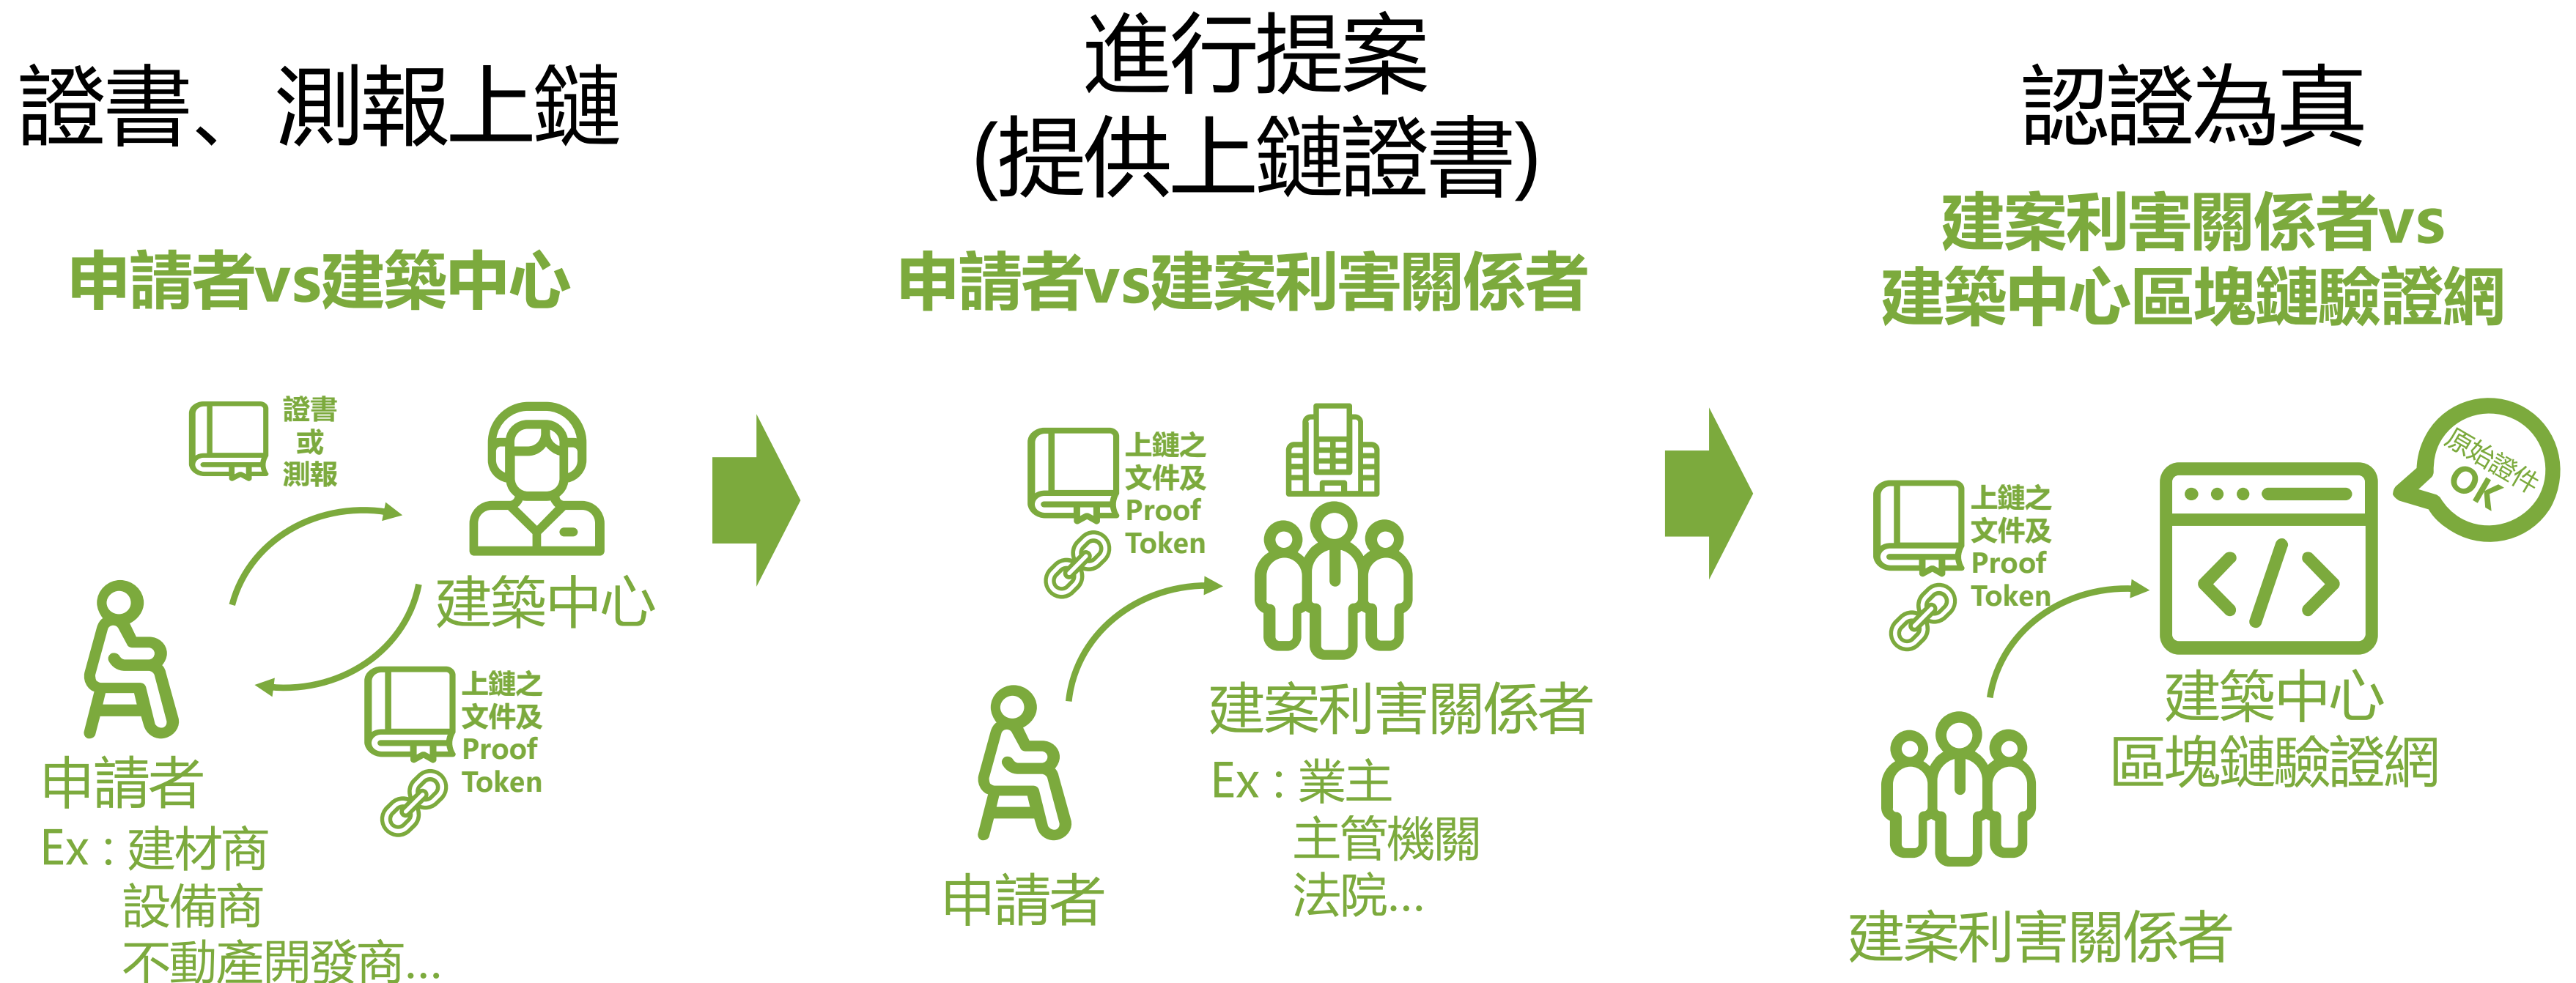 證書、測報上鏈
申請者vs建築中心
證書
或
測報
建築中心
上鏈之
文件及
Proof
Token
申請者
Ex：建材商
設備商
不動產開發商...
進行提案
(提供上鏈證書)
申請者vs建案利害關係者
上鏈之
文件及
Proof
Token
建案利害關係者
Ex：業主
主管機關
法院...
申請者
認證為真
建案利害關係者vs
建築中心區塊鏈驗證網
上鏈之
文件及
Proof
Token
原始證件
OK
建築中心
區塊鏈驗證網
建案利害關係者